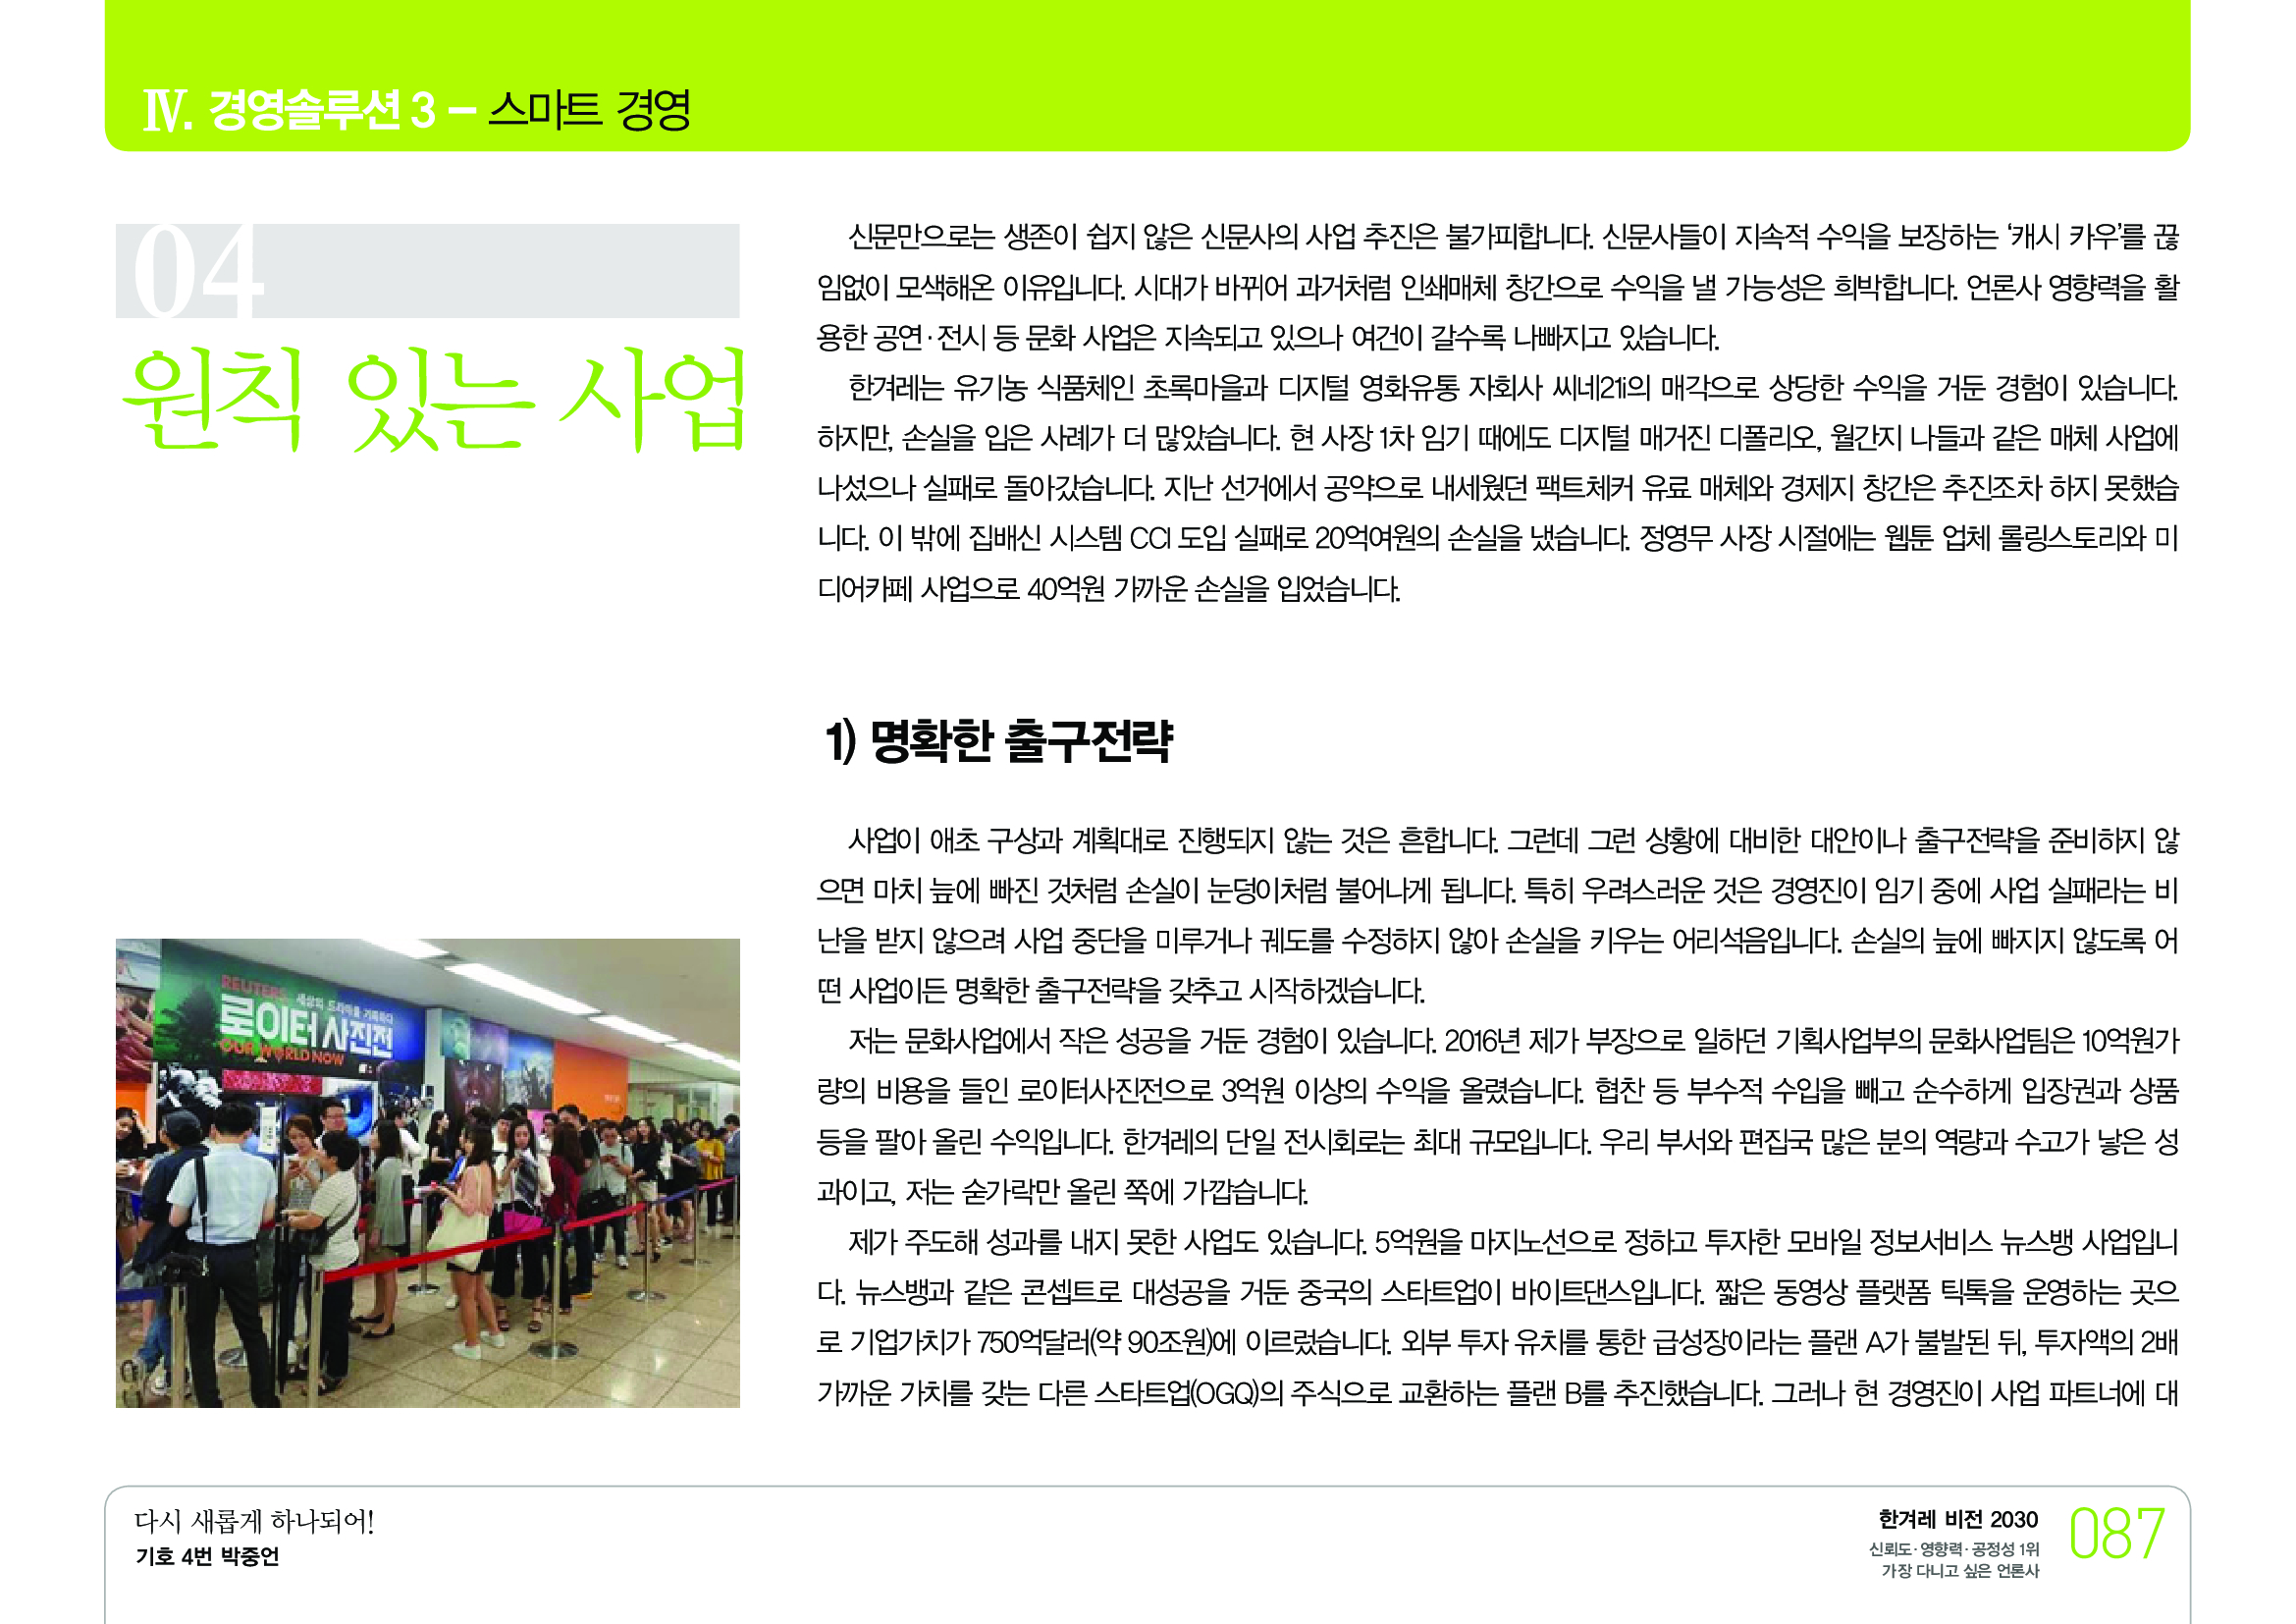 Ⅳ. 경영솔루션 3 – 스마트 경영
04
원칙 있는 사업
신문만으로는 생존이 쉽지 않은 신문사의 사업 추진은 불가피합니다. 신문사들이 지속적 수익을 보장하는 ‘캐시 카우’를 끊
임없이 모색해온 이유입니다. 시대가 바뀌어 과거처럼 인쇄매체 창간으로 수익을 낼 가능성은 희박합니다. 언론사 영향력을 활
용한 공연·전시 등 문화 사업은 지속되고 있으나 여건이 갈수록 나빠지고 있습니다.
한겨레는 유기농 식품체인 초록마을과 디지털 영화유통 자회사 씨네21i의 매각으로 상당한 수익을 거둔 경험이 있습니다.
하지만, 손실을 입은 사례가 더 많았습니다. 현 사장 1차 임기 때에도 디지털 매거진 디폴리오, 월간지 나들과 같은 매체 사업에
나섰으나 실패로 돌아갔습니다. 지난 선거에서 공약으로 내세웠던 팩트체커 유료 매체와 경제지 창간은 추진조차 하지 못했습
니다. 이 밖에 집배신 시스템 CCI 도입 실패로 20억여원의 손실을 냈습니다. 정영무 사장 시절에는 웹툰 업체 롤링스토리와 미
디어카페 사업으로 40억원 가까운 손실을 입었습니다.
1) 명확한 출구전략
사업이 애초 구상과 계획대로 진행되지 않는 것은 흔합니다. 그런데 그런 상황에 대비한 대안이나 출구전략을 준비하지 않
으면 마치 늪에 빠진 것처럼 손실이 눈덩이처럼 불어나게 됩니다. 특히 우려스러운 것은 경영진이 임기 중에 사업 실패라는 비
난을 받지 않으려 사업 중단을 미루거나 궤도를 수정하지 않아 손실을 키우는 어리석음입니다. 손실의 늪에 빠지지 않도록 어
떤 사업이든 명확한 출구전략을 갖추고 시작하겠습니다.
저는 문화사업에서 작은 성공을 거둔 경험이 있습니다. 2016년 제가 부장으로 일하던 기획사업부의 문화사업팀은 10억원가
량의 비용을 들인 로이터사진전으로 3억원 이상의 수익을 올렸습니다. 협찬 등 부수적 수입을 빼고 순수하게 입장권과 상품
등을 팔아 올린 수익입니다. 한겨레의 단일 전시회로는 최대 규모입니다. 우리 부서와 편집국 많은 분의 역량과 수고가 낳은 성
과이고, 저는 숟가락만 올린 쪽에 가깝습니다.
제가 주도해 성과를 내지 못한 사업도 있습니다. 5억원을 마지노선으로 정하고 투자한 모바일 정보서비스 뉴스뱅 사업입니
다. 뉴스뱅과 같은 콘셉트로 대성공을 거둔 중국의 스타트업이 바이트댄스입니다. 짧은 동영상 플랫폼 틱톡을 운영하는 곳으
로 기업가치가 750억달러(약 90조원)에 이르렀습니다. 외부 투자 유치를 통한 급성장이라는 플랜 A가 불발된 뒤, 투자액의 2배
가까운 가치를 갖는 다른 스타트업(OGQ)의 주식으로 교환하는 플랜 B를 추진했습니다. 그러나 현 경영진이 사업 파트너에 대
REUTERS
세상의 드라마를 기록하다
로이터 사진전
OUR WORLD NOW
다시 새롭게 하나되어!
기호 4번 박중언
한겨레 비전 2030
신뢰도·영향력·공정성 1위
가장 다니고 싶은 언론사
087